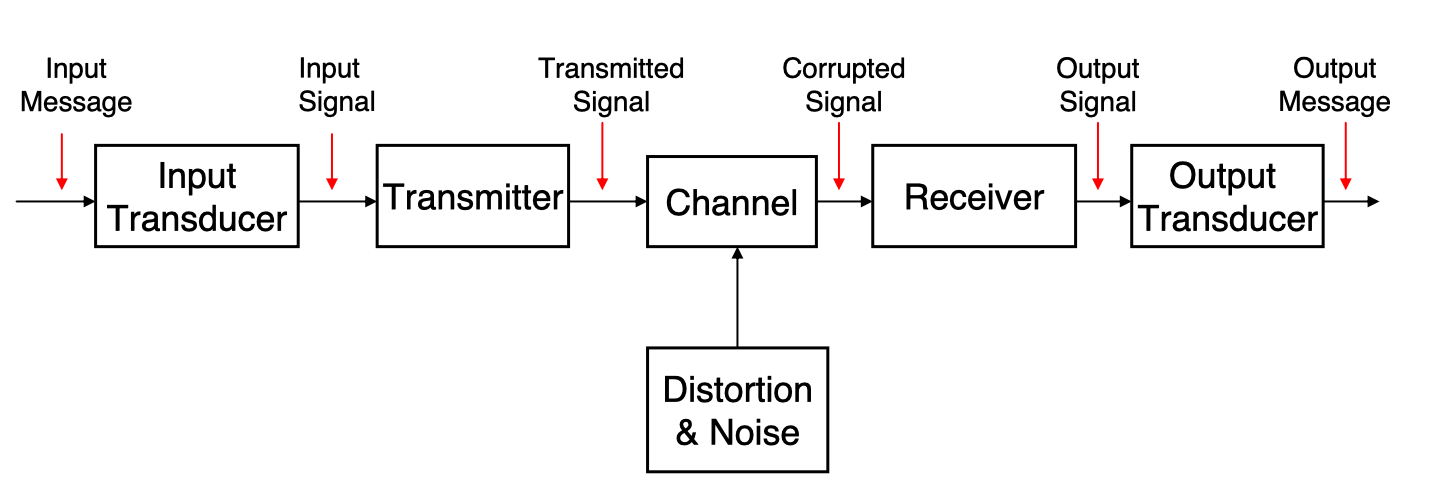 Input
Message
Input
Signal
Transmitted
Signal
Corrupted
Signal
Output
Signal
Output
Message
Input
Transducer
Transmitter
Channel
Receiver
Output
Transducer
Distortion
& Noise